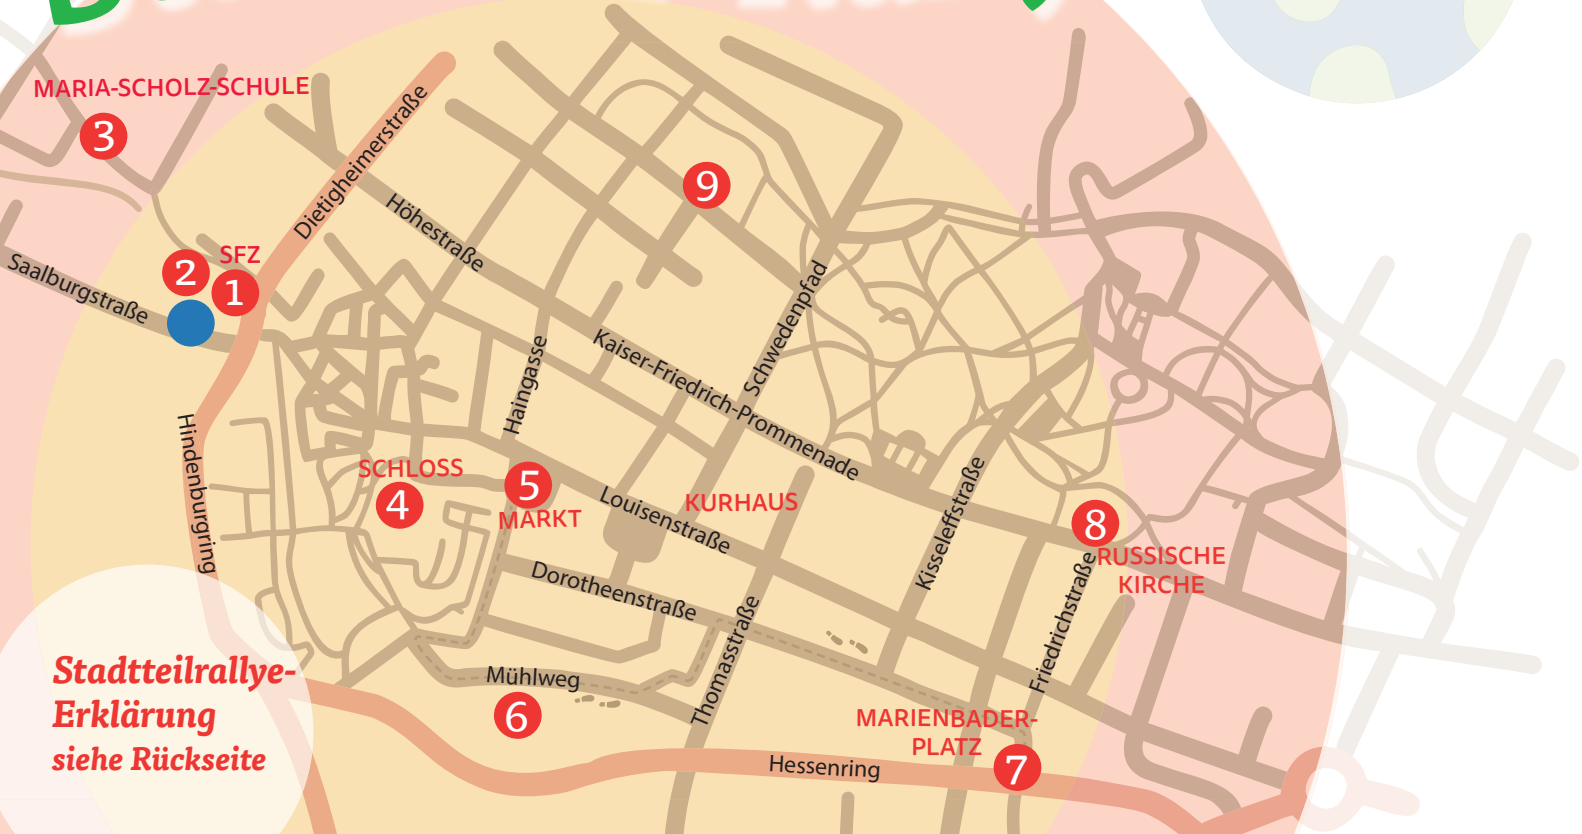 MARIA-SCHOLZ-SCHULE
3
Dietigheimerstraße
9
Höhestraße
SFZ
2
1
Saalburgstraße
Schwedenpfad
Haingasse
Kaiser-Friedrich-Prommenade
Hindenburgring
SCHLOSS
4
5
MARKT
KURHAUS
Louisenstraße
Kisseleffstraße
8
RUSSISCHE
KIRCHE
Dorotheenstraße
Thomasstraße
Friedrichstraße
Stadtteilrallye-
Erklärung
siehe Rückseite
Mühlweg
6
MARIENBADER-
PLATZ
7
Hessenring